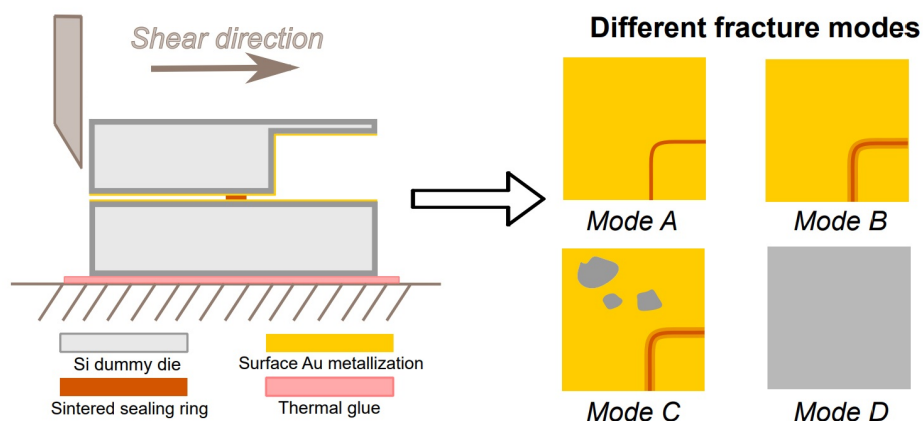 Shear direction
Different fracture modes
Mode A
Mode B
Mode C
Mode D
Si dummy die
Surface Au metallization
Sintered sealing ring
Thermal glue